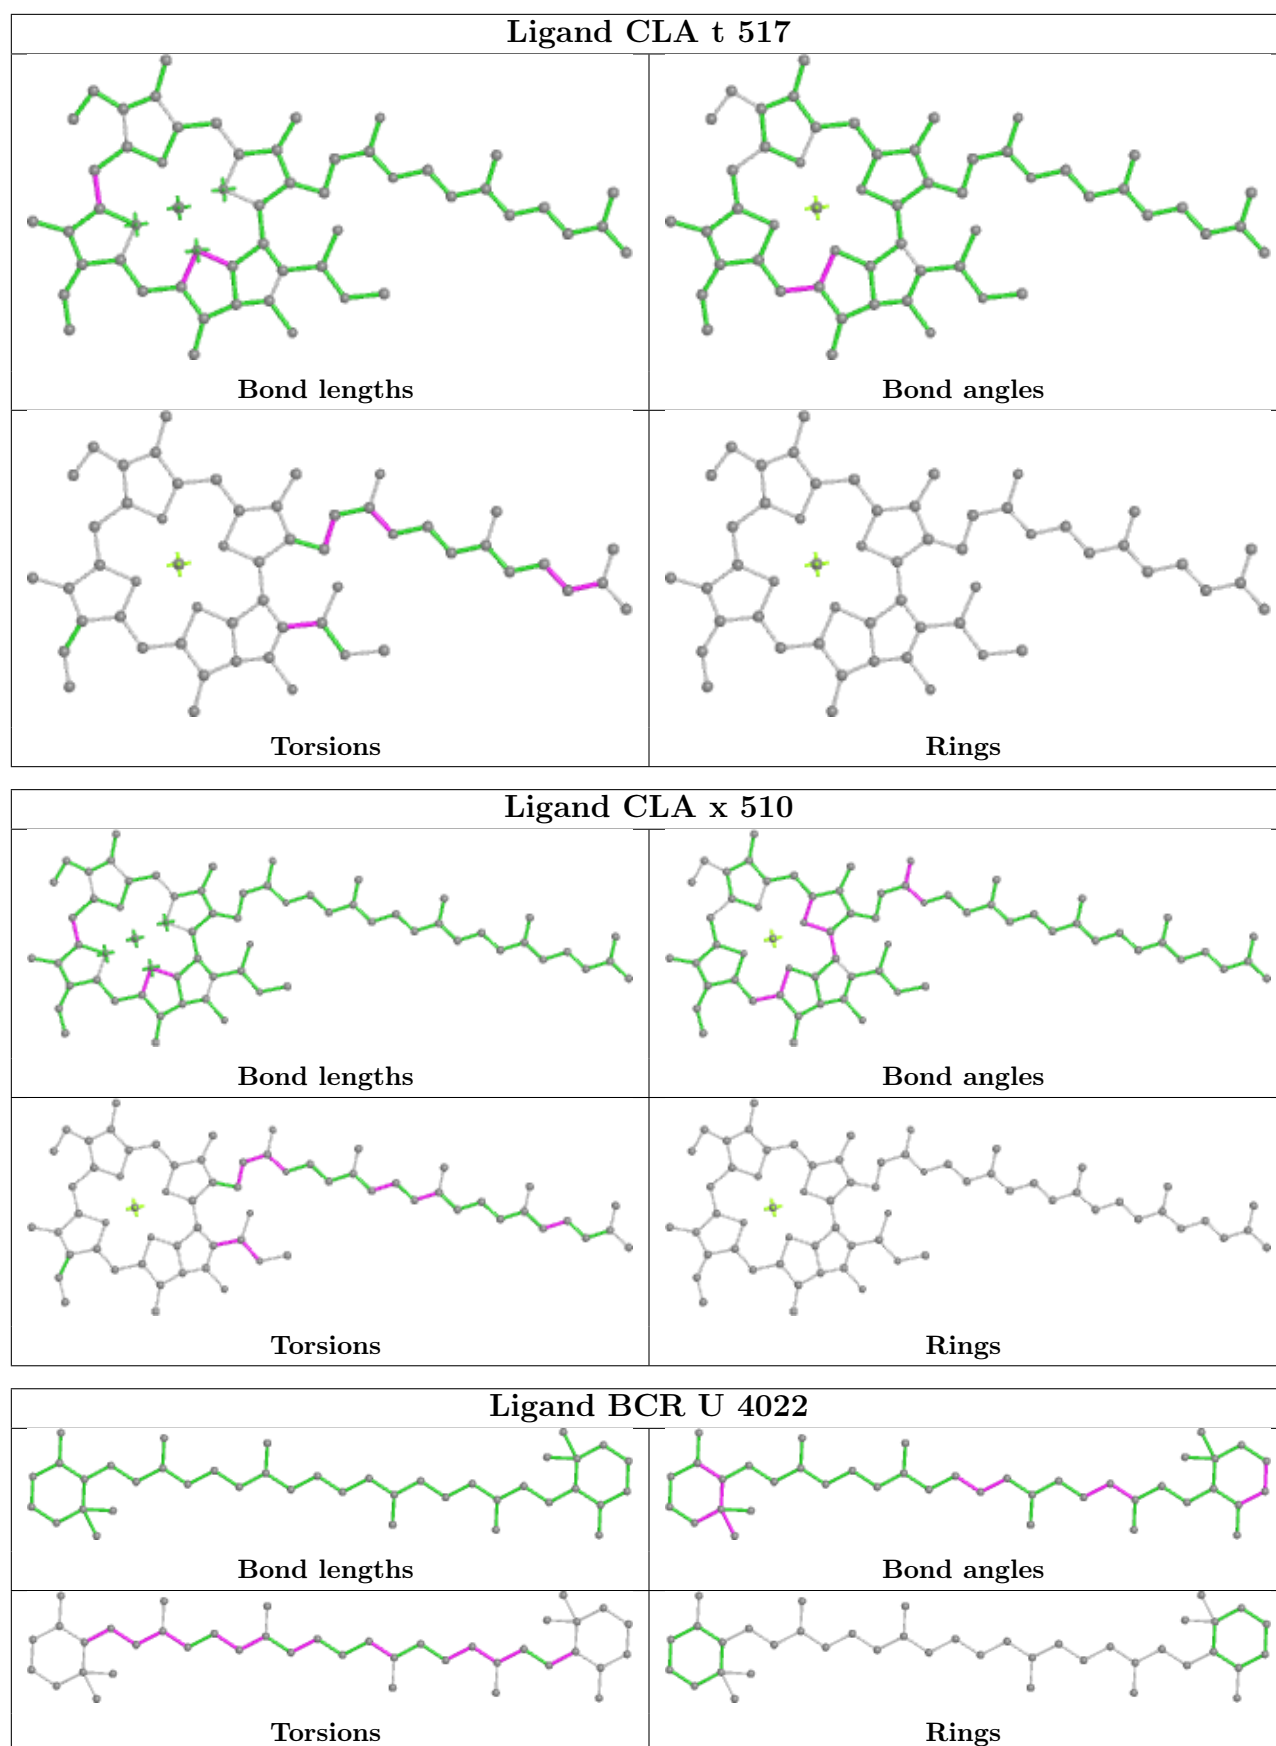 Ligand CLA t 517
Bond lengths
Bond angles
Torsions
Rings
Ligand CLA x 510
Bond lengths
Bond angles
Torsions
Rings
Ligand BCR U 4022
Bond lengths
Bond angles
Torsions
Rings